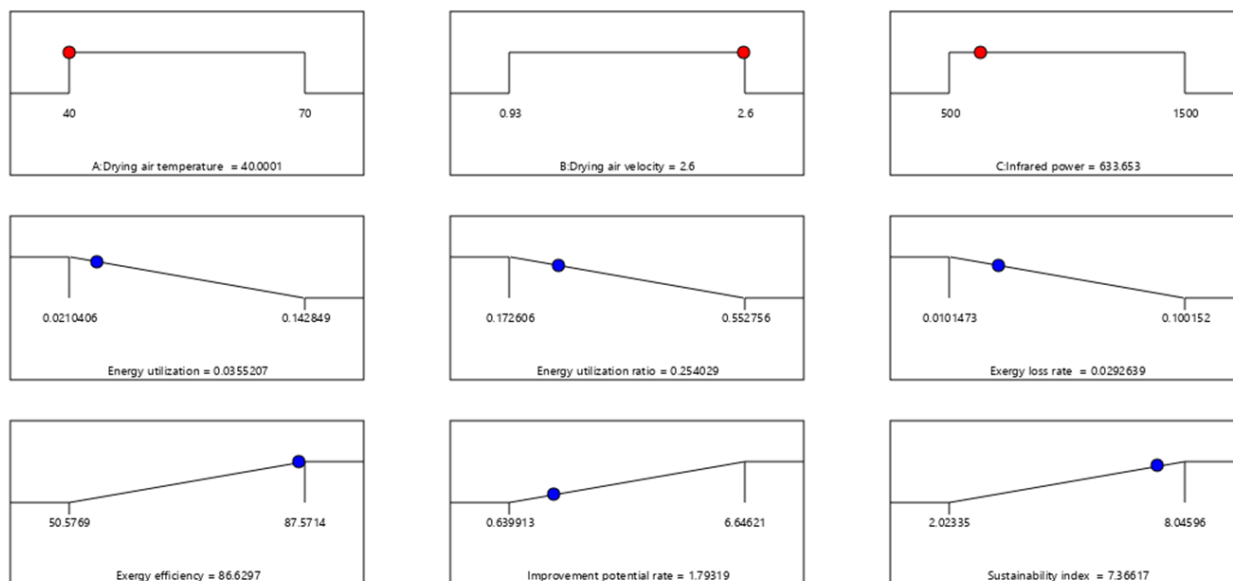 40 70
A:Drying air temperature = 40.0001
0.93 2.6
B:Drying air velocity = 2.6
500 1500
C:Infrared power = 633.653
0.0210406 0.142849
Energy utilization = 0.0355207
0.172606 0.552756
Energy utilization ratio = 0.254029
0.0101473 0.100152
Exergy loss rate = 0.0292639
50.5769 87.5714
Exergy efficiency = 86.6297
0.639913 6.64621
Improvement potential rate = 1.79319
2.02335 8.04596
Sustainability index = 7.36617